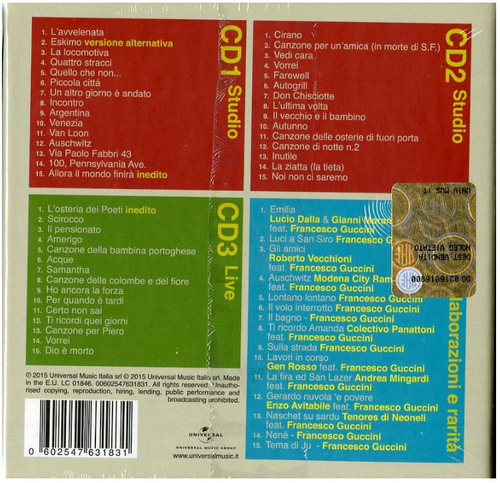 1. L'avvelenata
2. Eskimo versione alternativa
3. La locomotiva
4. Quattro stracci
5. Quello che non...
6. Piccola città
7. Un altro giorno è andato
8. Incontro
9. Argentina
10. Venezia
11. Van Loon
12. Auschwitz
13. Via Paolo Fabbri 43
14. 100, Pennsylvania Ave.
15. Allora il mondo finirà inedito
CD1 Studio
1. Cirano
2. Canzone per un'amica (in morte di S.F.)
3. Vedi cara
4. Vorrei
5. Farewell
6. Autogrill
7. Don Chisciotte
8. L'ultima volta
9. Il vecchio e il bambino
10. Autunno
11. Canzone delle osterie di fuori porta
12. Canzone di notte n.2
13. Inutile
14. La ziatta (la tieta)
15. Noi non ci saremo
CD2 Studio
1. L'osteria dei Poeti inedito
2. Scirocco
3. Il pensionato
4. Amerigo
5. Canzone della bambina portoghese
6. Acque
7. Samantha
8. Canzone delle colombe e del fiore
9. Ho ancora la forza
10. Per quando è tardi
11. Certo non sai
12. Ti ricordi quei giorni
13. Canzone per Piero
14. Vorrei
15. Dio è morto
CD3 Live
1. Emilia
Lucio Dalla & Gianni
feat. Francesco Guccini
2. Luci a San Siro Francesco
3. Gli amici
Roberto Vecchioni
feat. Francesco Guccini
4. Auschwitz Modena City
feat. Francesco Guccini
5. Lontano lontano Francesco Guccini
6. Il volo interrotto Francesco Guccini
7. Il bagno - Francesco Guccini
8. Ti ricordo Amanda Colectivo Panattoni
feat. Francesco Guccini
9. Sulla strada Francesco Guccini
10. Lavori in corso
Gen Rosso feat. Francesco Guccini
11. La fira ed San Lazer Andrea Mingardi
feat. Francesco Guccini
12. Gerardo nuvola 'e povere
Enzo Avitabile feat. Francesco Guccini
13. Naschet su sardu Tenores di Neoneli
feat. Francesco Guccini
14. Nenè - Francesco Guccini
15. Tema di Ju - Francesco Guccini
laborazioni e rarità
UNIV MUS IT
DEST. VENDITA
NOLEG VIETATO
℗ 2015 Universal Music Italia srl © 2015 Universal Music Italia srl. Made
in the E.U. LC 01846. 00602547631831. All rights reserved, Unautho-
rised copying, reproduction, hiring, lending, public performance and
broadcasting prohibited.
0 602547 631831
UNIVERSAL
UNIVERSAL MUSIC GROUP
www.universalmusic.it